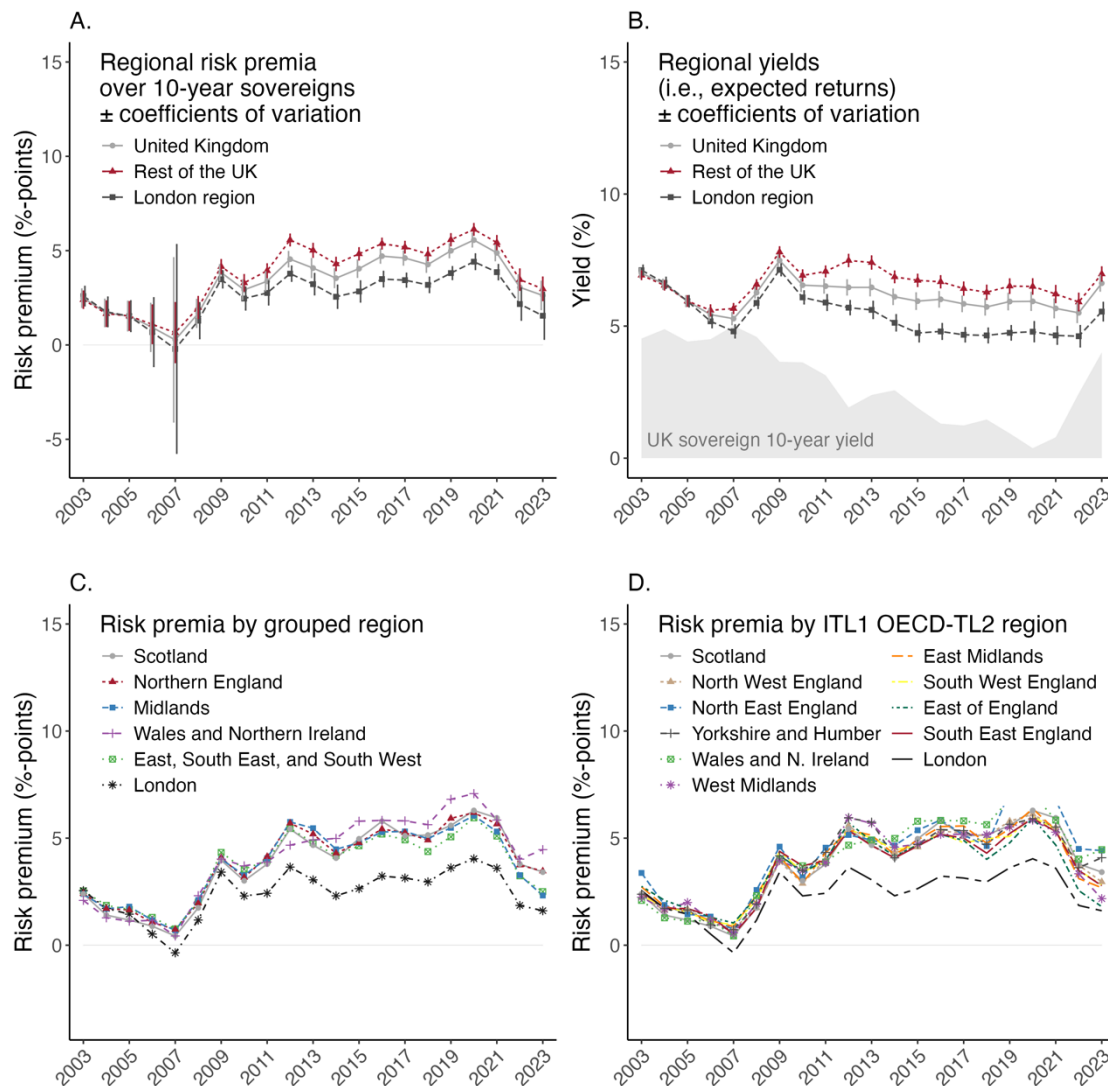 A.
Regional risk premia
over 10-year sovereigns
± coefficients of variation
United Kingdom
Rest of the UK
London region
Risk premium (%-points)
15
10
5
0
-5
2003
2005
2007
2009
2011
2013
2015
2017
2019
2021
2023
B.
Regional yields
(i.e., expected returns)
± coefficients of variation
United Kingdom
Rest of the UK
London region
Yield (%)
15
10
5
0
UK sovereign 10-year yield
2003
2005
2007
2009
2011
2013
2015
2017
2019
2021
2023
C.
Risk premia by grouped region
Scotland
Northern England
Midlands
Wales and Northern Ireland
East, South East, and South West
London
Risk premium (%-points)
15
10
5
0
2003
2005
2007
2009
2011
2013
2015
2017
2019
2021
2023
D.
Risk premia by ITL1 OECD-TL2 region
Scotland
North West England
North East England
Yorkshire and Humber
Wales and N. Ireland
West Midlands
East Midlands
South West England
East of England
South East England
London
Risk premium (%-points)
15
10
5
0
2003
2005
2007
2009
2011
2013
2015
2017
2019
2021
2023